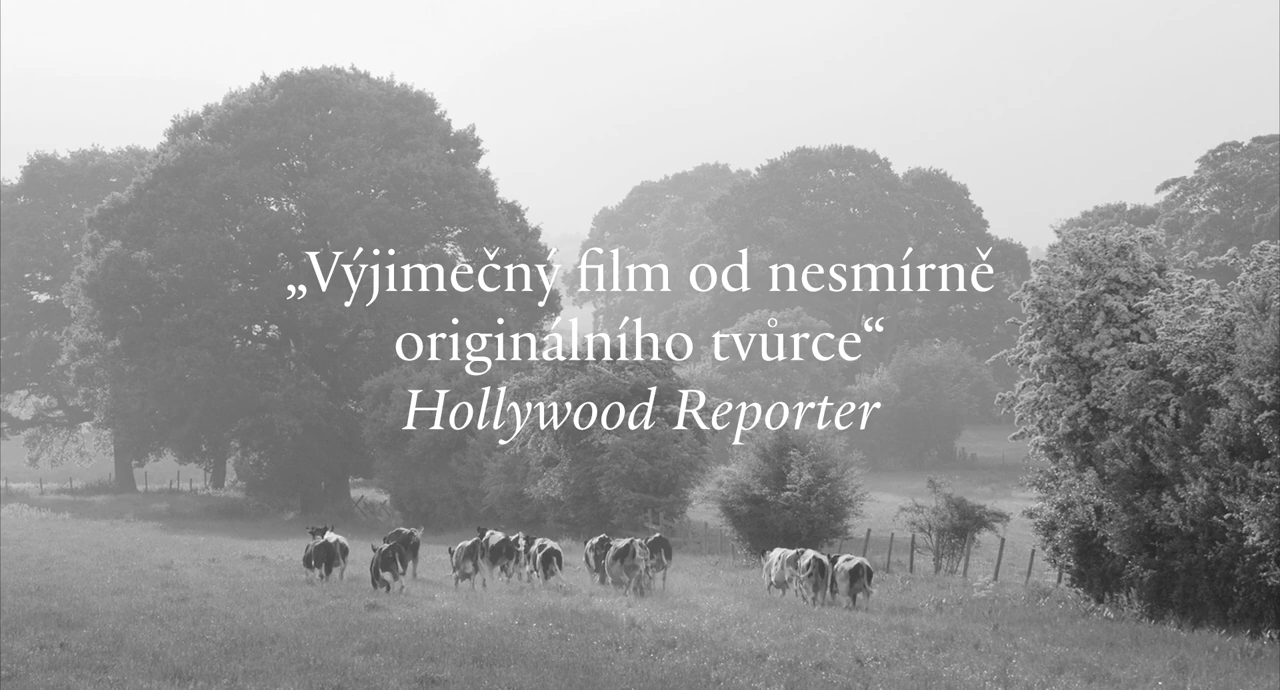 „Výjimečný film od nesmírně
originálního tvůrce“
Hollywood Reporter